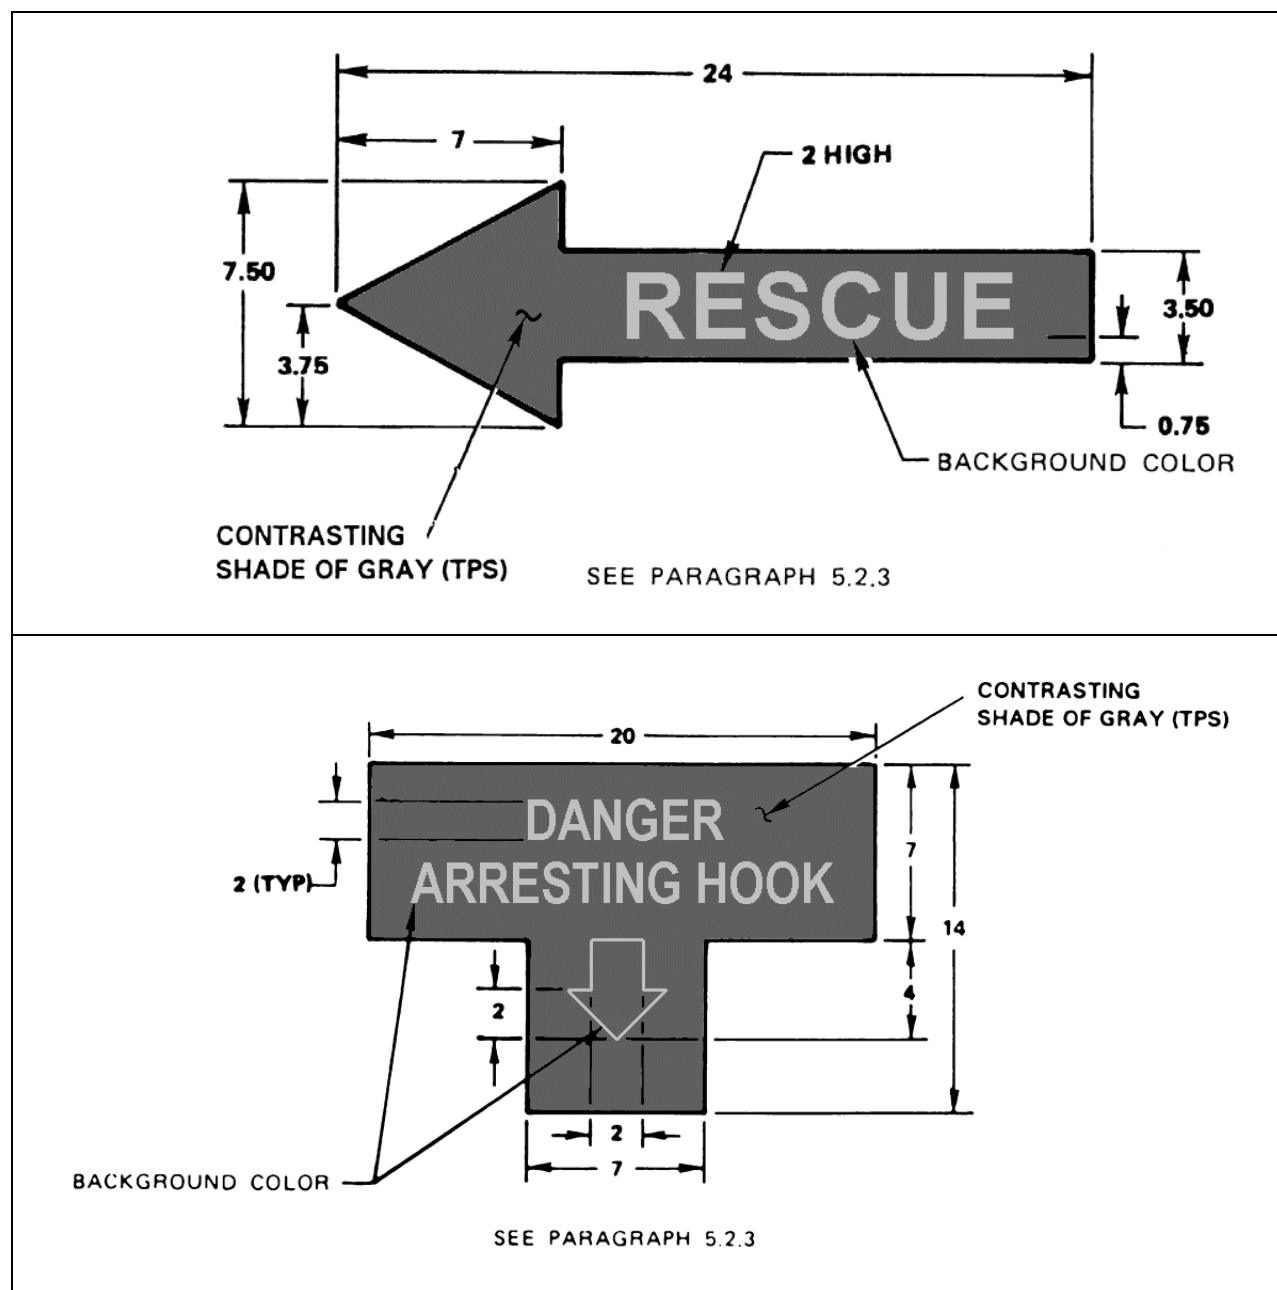 24
7
2 HIGH
7.50
RESCUE
3.50
3.75
0.75
BACKGROUND COLOR
CONTRASTING
SHADE OF GRAY (TPS)
SEE PARAGRAPH 5.2.3
CONTRASTING
SHADE OF GRAY (TPS)
20
DANGER
7
2 (TYP)
ARRESTING HOOK
14
4
2
2
7
BACKGROUND COLOR
SEE PARAGRAPH 5.2.3